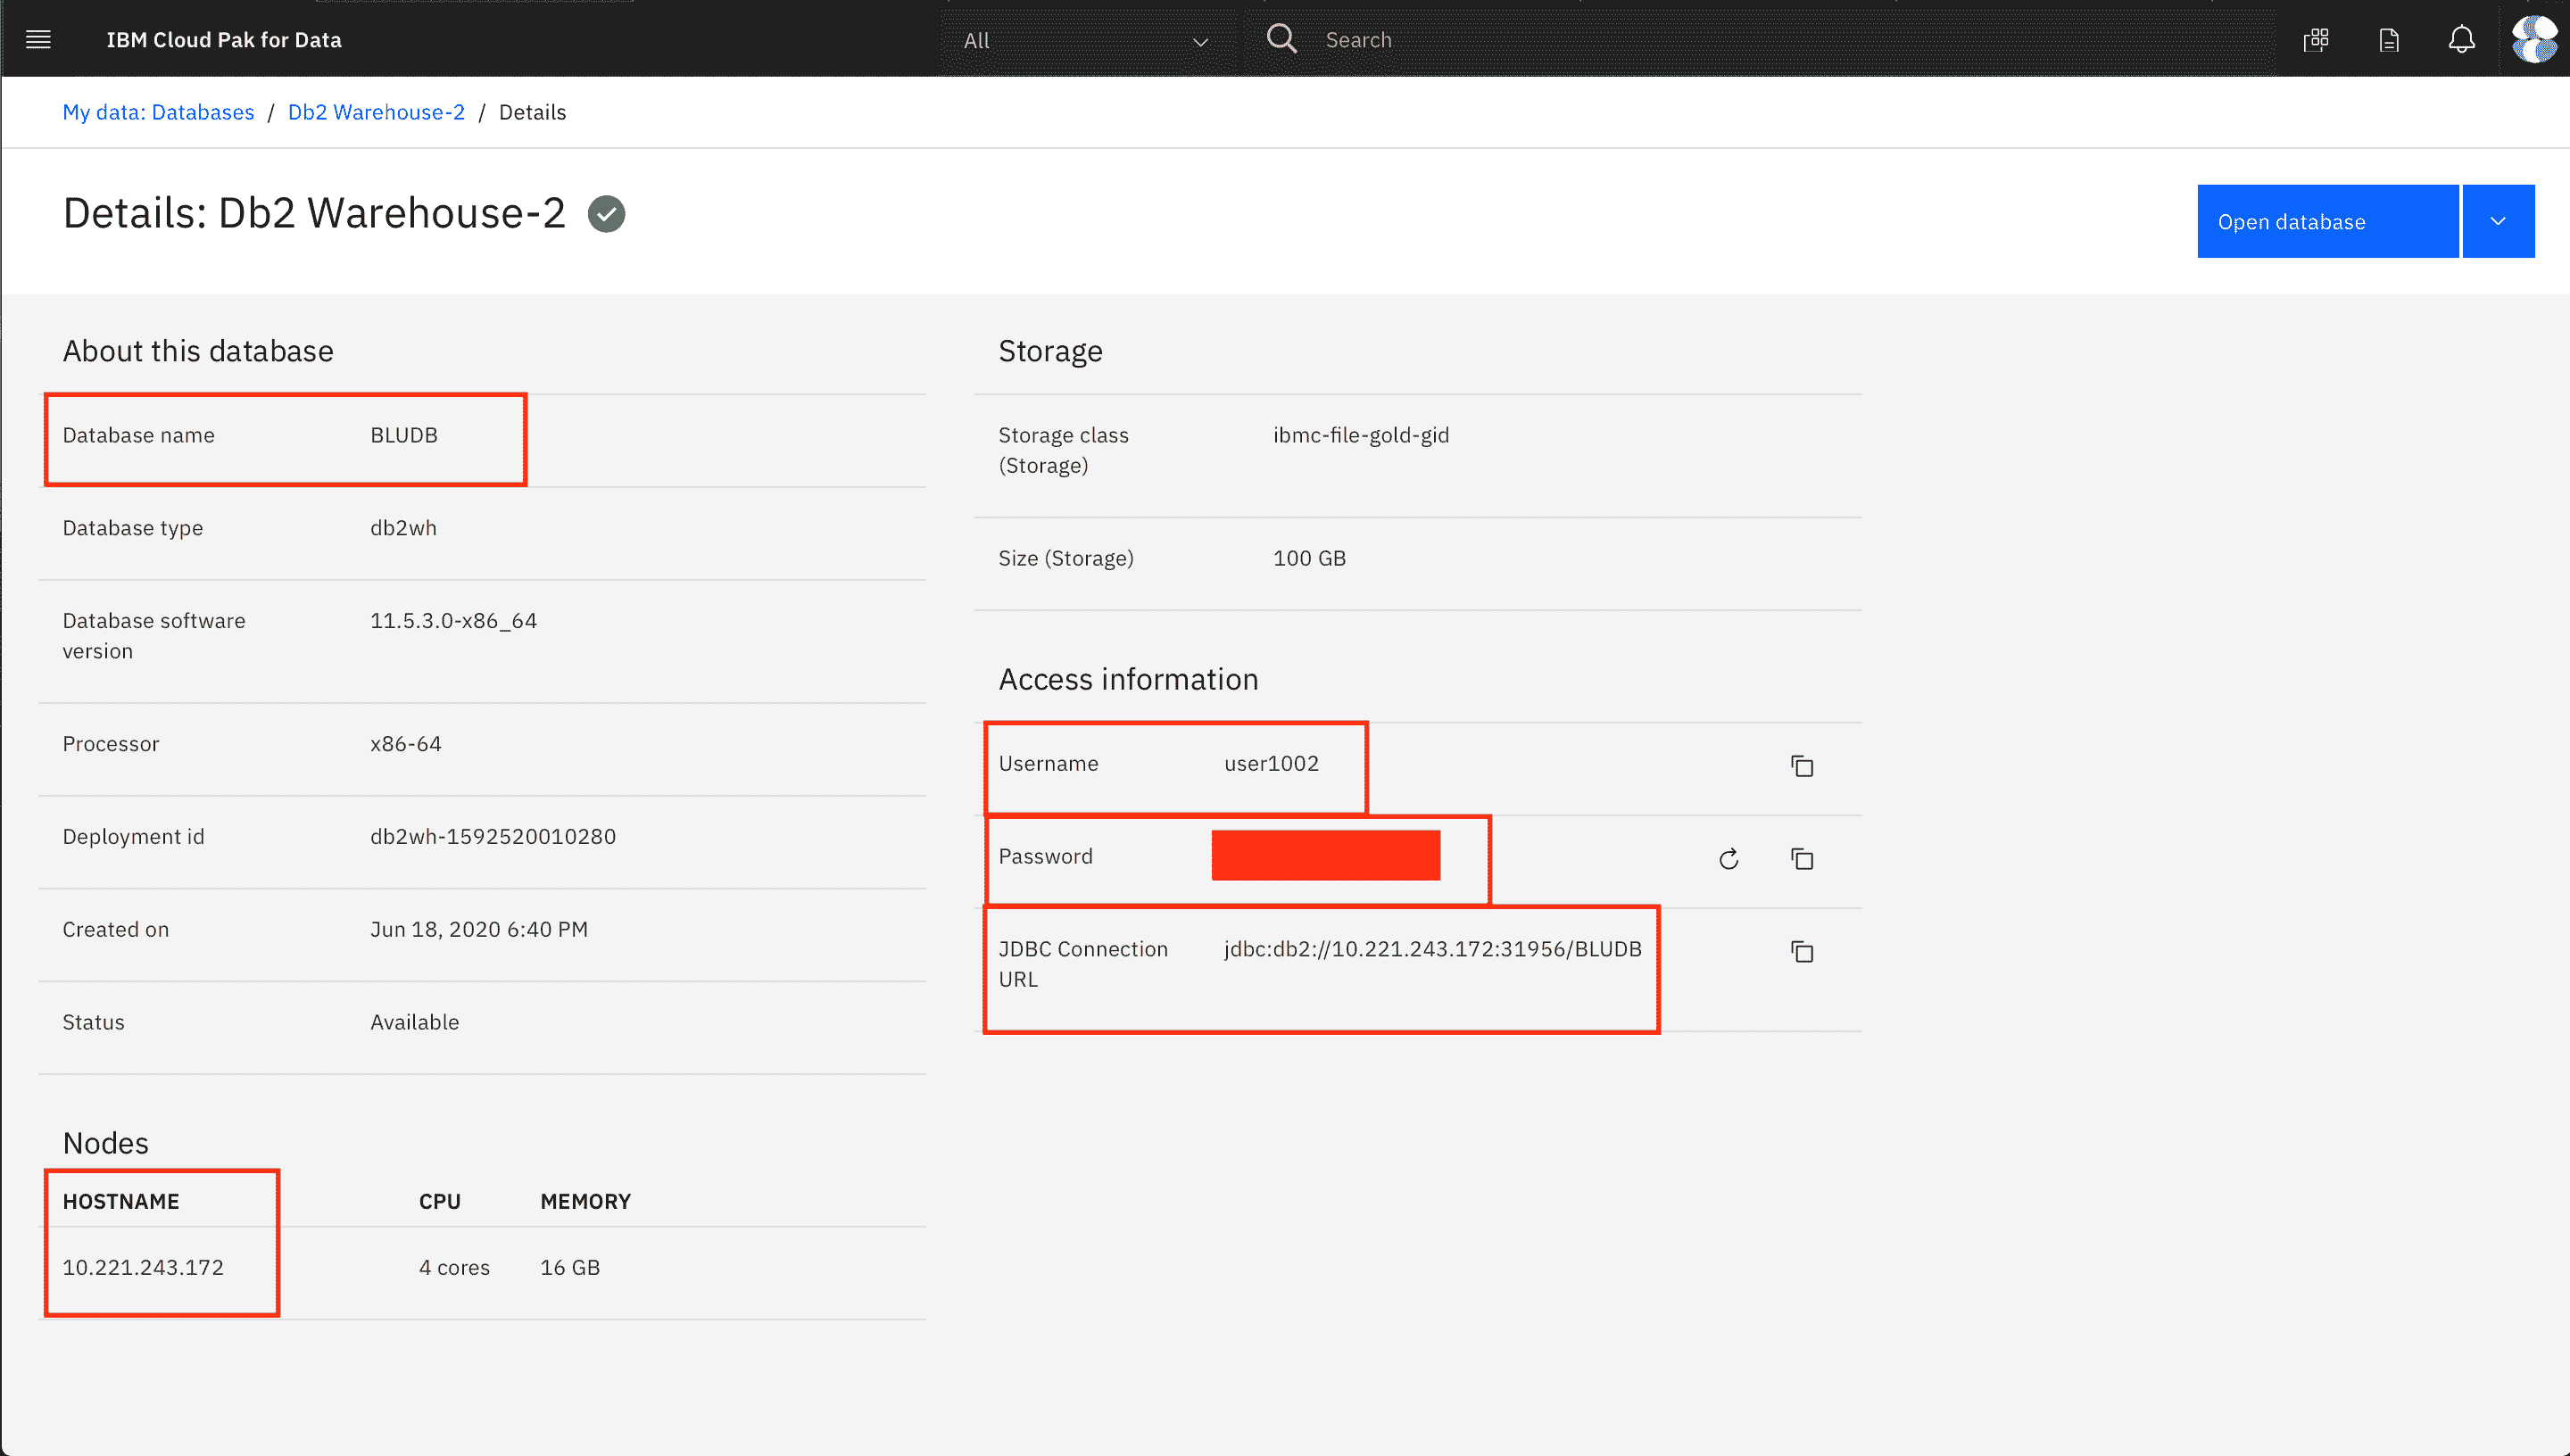 IBM Cloud Pak for Data
All
Search
My data: Databases / Db2 Warehouse-2 / Details
Details: Db2 Warehouse-2
Open database
About this database
Database name BLUDB
Database type db2wh
Database software
version
11.5.3.0-x86_64
Processor x86-64
Deployment id db2wh-1592520010280
Created on Jun 18, 2020 6:40 PM
Status Available
Nodes
HOSTNAME CPU MEMORY
10.221.243.172 4 cores 16 GB
Storage
Storage class
(Storage)
ibmc-file-gold-gid
Size (Storage) 100 GB
Access information
Username user1002
Password
JDBC Connection
URL
jdbc:db2://10.221.243.172:31956/BLUDB